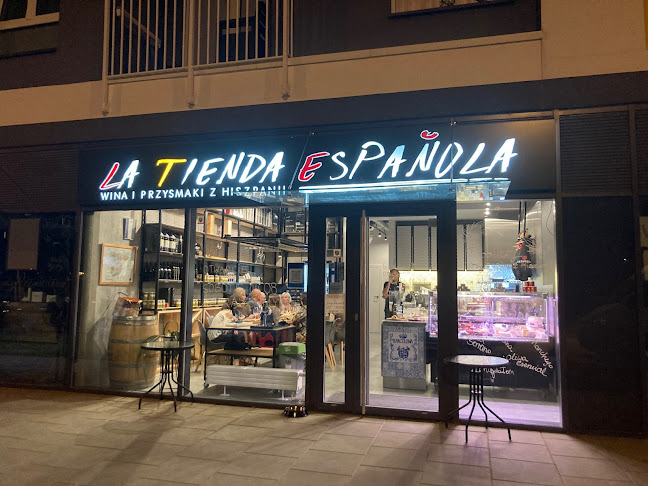 LA TIENDA ESPAÑOLA
WINA I PRZYSMAKI Z HISZPANII